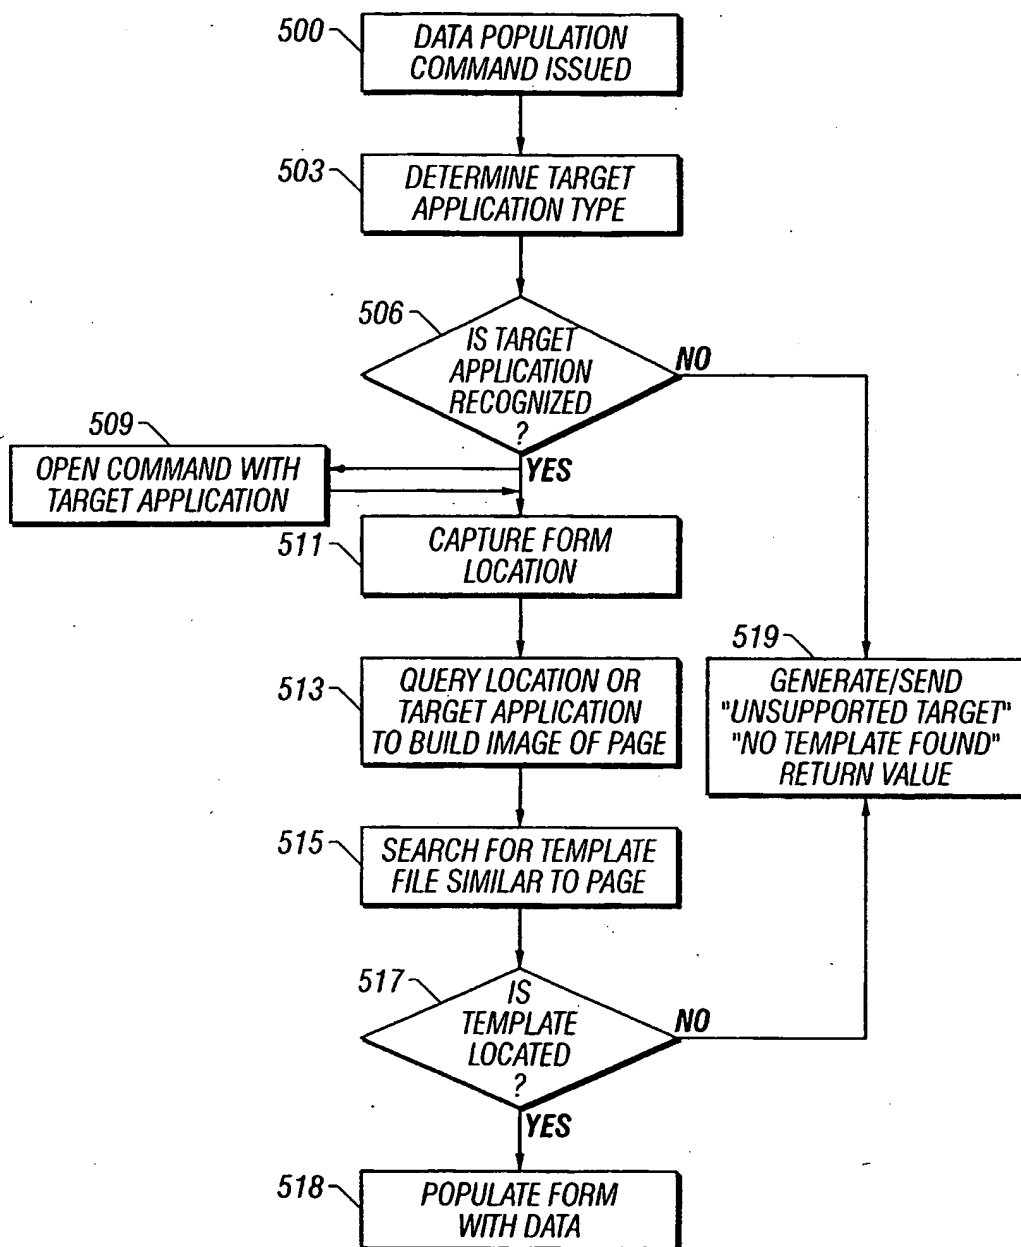 500
DATA POPULATION
COMMAND ISSUED
503
DETERMINE TARGET
APPLICATION TYPE
506
IS TARGET
APPLICATION
RECOGNIZED
?
NO
YES
509
OPEN COMMAND WITH
TARGET APPLICATION
511
CAPTURE FORM
LOCATION
513
QUERY LOCATION OR
TARGET APPLICATION
TO BUILD IMAGE OF PAGE
519
GENERATE/SEND
"UNSUPPORTED TARGET"
"NO TEMPLATE FOUND"
RETURN VALUE
515
SEARCH FOR TEMPLATE
FILE SIMILAR TO PAGE
517
IS
TEMPLATE
LOCATED
?
NO
YES
518
POPULATE FORM
WITH DATA